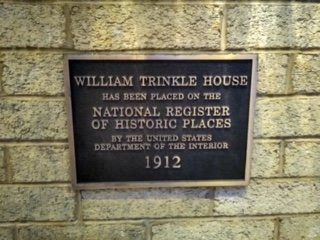 WILLIAM TRINKLE HOUSE
HAS BEEN PLACED ON THE
NATIONAL REGISTER
OF HISTORIC PLACES
BY THE UNITED STATES
DEPARTMENT OF THE INTERIOR
1912